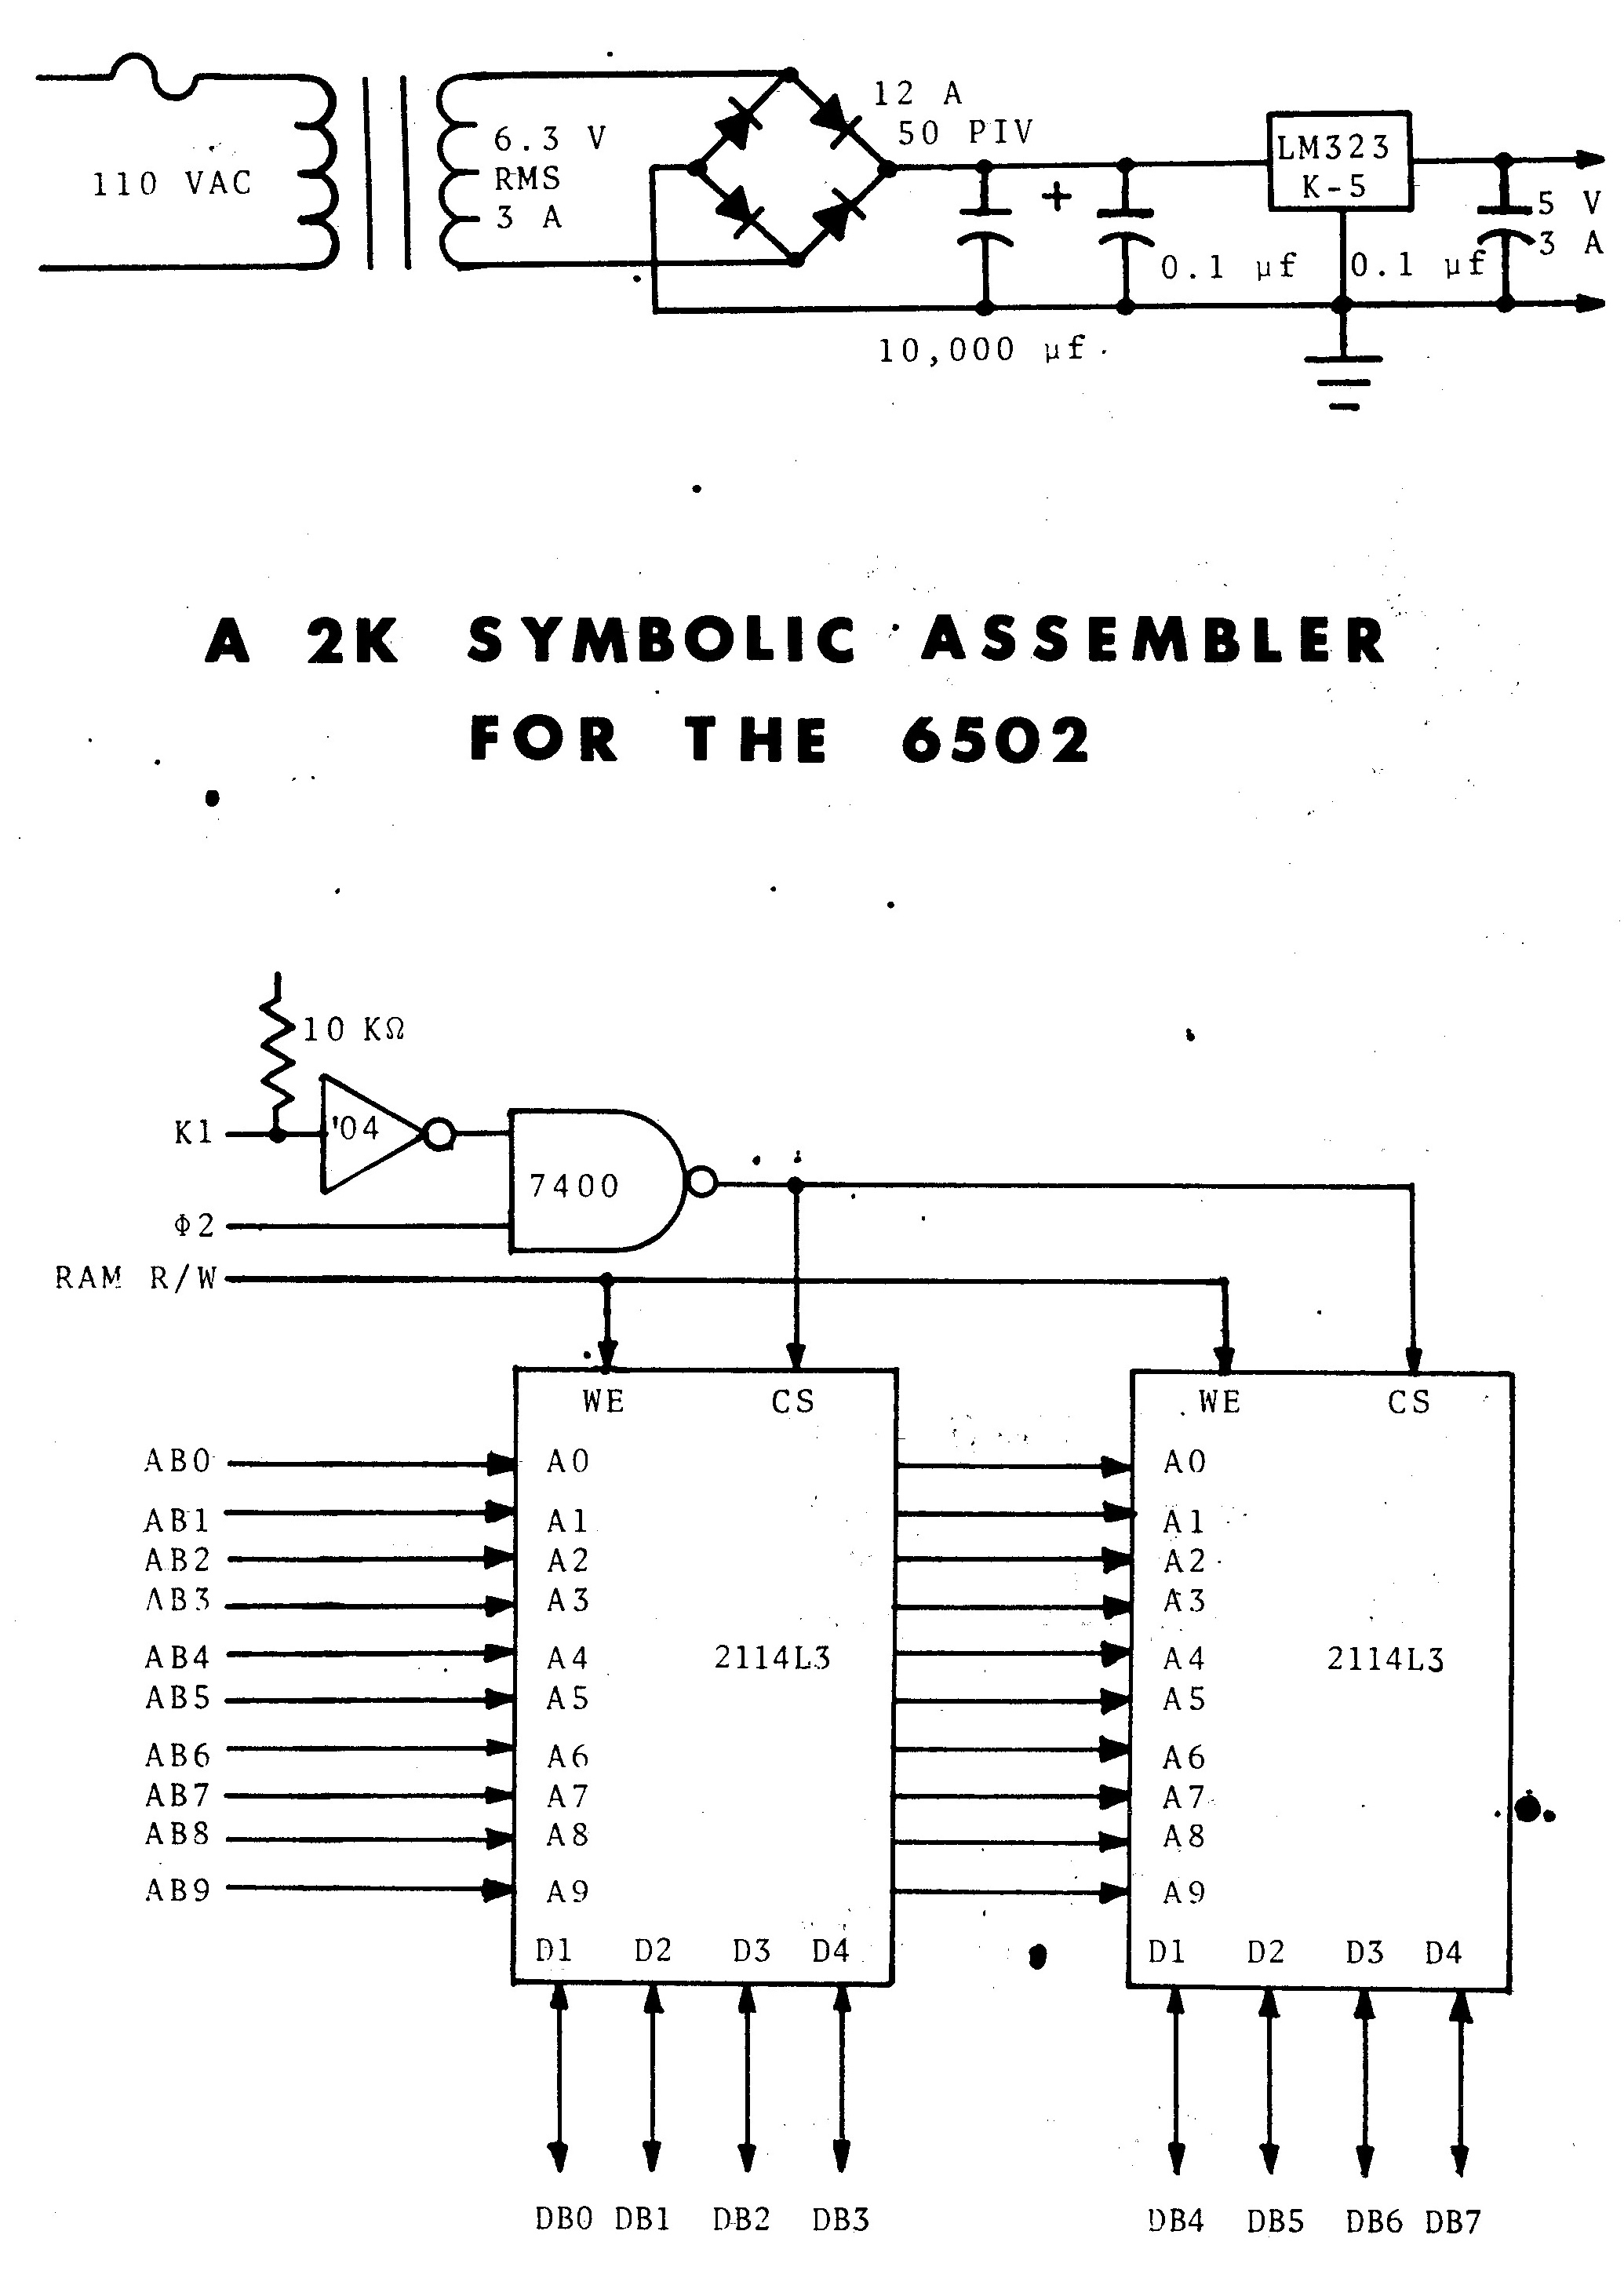 12 A
50 PIV
6.3 V
RMS
3 A
110 VAC
+
LM323
K-5
5 V
3 A
0.1 µf
0.1 µf
10,000 µf
A 2K SYMBOLIC ASSEMBLER
FOR THE 6502
10 KΩ
K1
'04
7400
Φ2
RAM R/W
WE CS WE CS
AB0 A0 A0
AB1 A1 A1
AB2 A2 A2
AB3 A3 A3
AB4 A4 2114L3 A4 2114L3
AB5 A5 A5
AB6 A6 A6
AB7 A7 A7
AB8 A8 A8
AB9 A9 A9
D1 D2 D3 D4 D1 D2 D3 D4
DB0 DB1 DB2 DB3 DB4 DB5 DB6 DB7